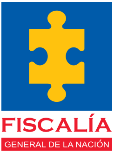 FISCALÍA
GENERAL DE LA NACIÓN